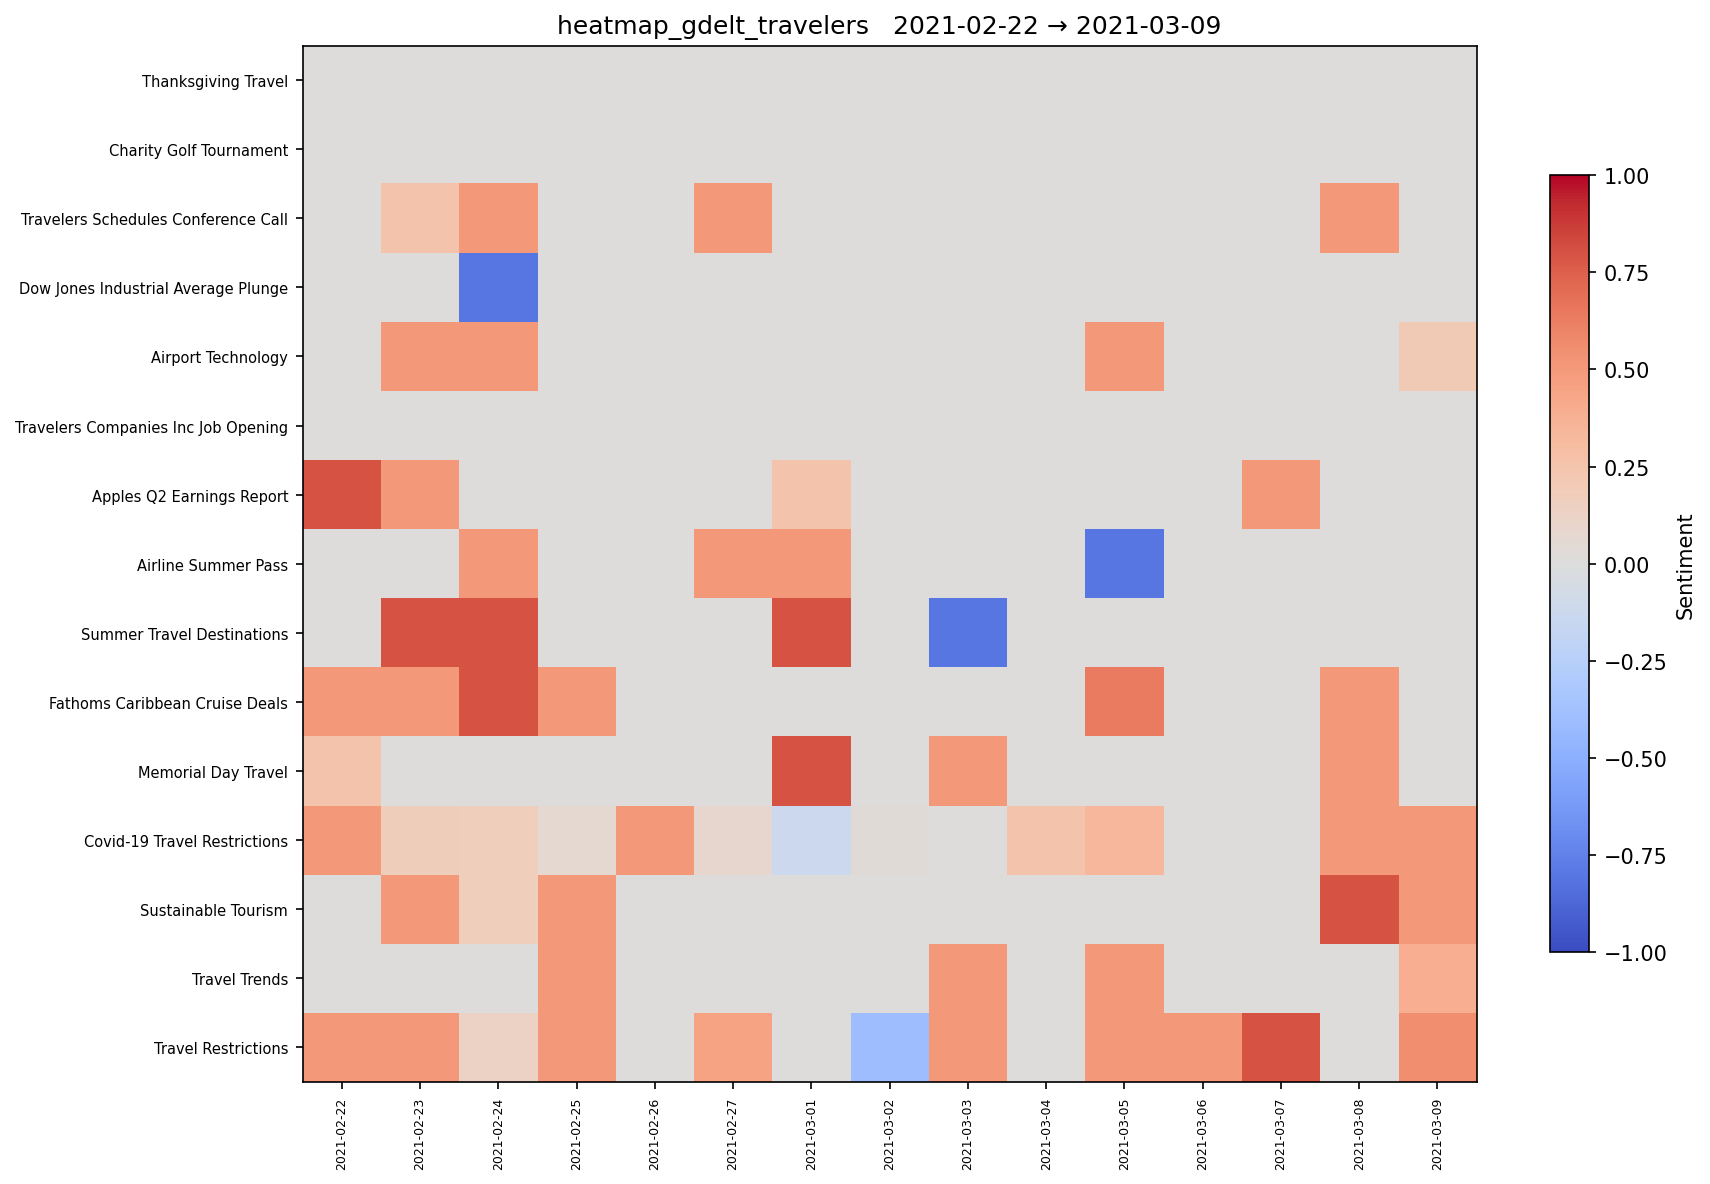 heatmap_gdelt_travelers   2021-02-22 → 2021-03-09
Thanksgiving Travel
Charity Golf Tournament
Travelers Schedules Conference Call
Dow Jones Industrial Average Plunge
Airport Technology
Travelers Companies Inc Job Opening
Apples Q2 Earnings Report
Airline Summer Pass
Summer Travel Destinations
Fathoms Caribbean Cruise Deals
Memorial Day Travel
Covid-19 Travel Restrictions
Sustainable Tourism
Travel Trends
Travel Restrictions
2021-02-22
2021-02-23
2021-02-24
2021-02-25
2021-02-26
2021-02-27
2021-03-01
2021-03-02
2021-03-03
2021-03-04
2021-03-05
2021-03-06
2021-03-07
2021-03-08
2021-03-09
1.00
0.75
0.50
0.25
0.00
−0.25
−0.50
−0.75
−1.00
Sentiment